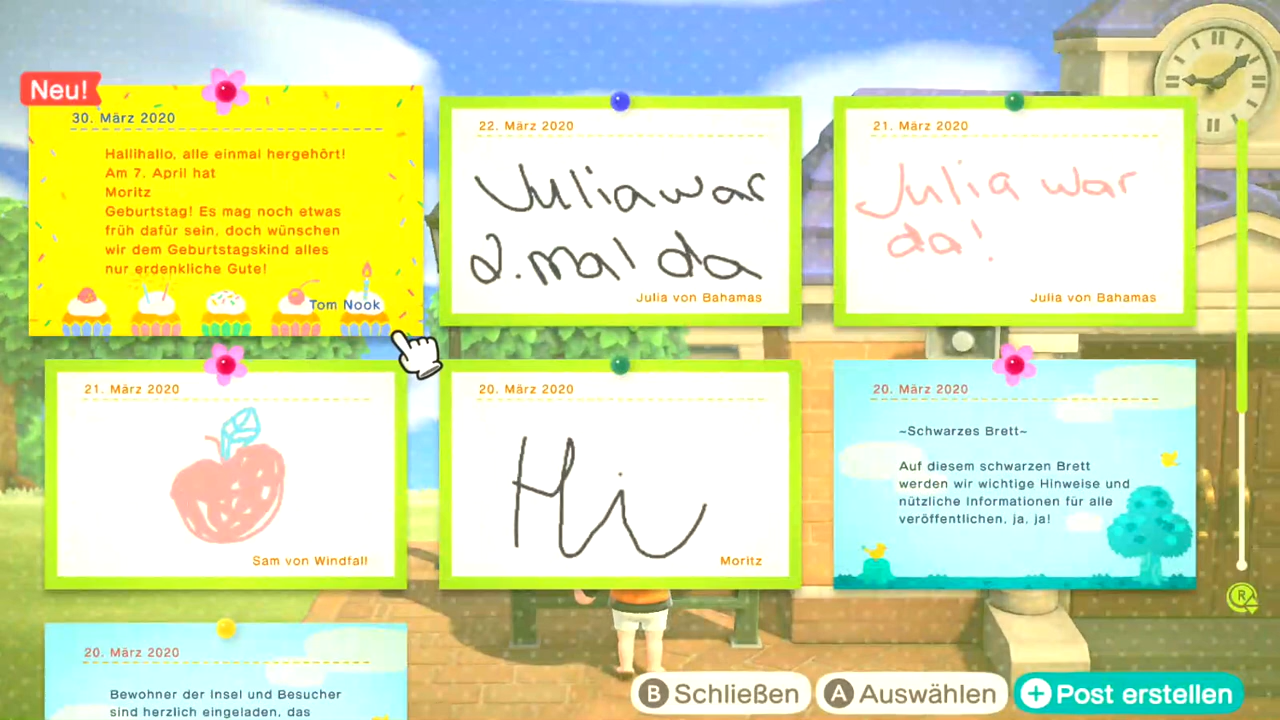 Neu!
30. März 2020
Hallihallo, alle einmal hergehört!
Am 7. April hat
Moritz
Geburtstag! Es mag noch etwas
früh dafür sein, doch wünschen
wir dem Geburtstagskind alles
nur erdenkliche Gute!
Tom Nook
22. März 2020
Julia war
2. mal da
Julia von Bahamas
21. März 2020
Julia war
da!
Julia von Bahamas
21. März 2020
Sam von Windfall
20. März 2020
Hi
Moritz
20. März 2020
~Schwarzes Brett~
Auf diesem schwarzen Brett
werden wir wichtige Hinweise und
nützliche Informationen für alle
veröffentlichen, ja, ja!
20. März 2020
Bewohner der Insel und Besucher
sind herzlich eingeladen, das
R
B Schließen
A Auswählen
+ Post erstellen